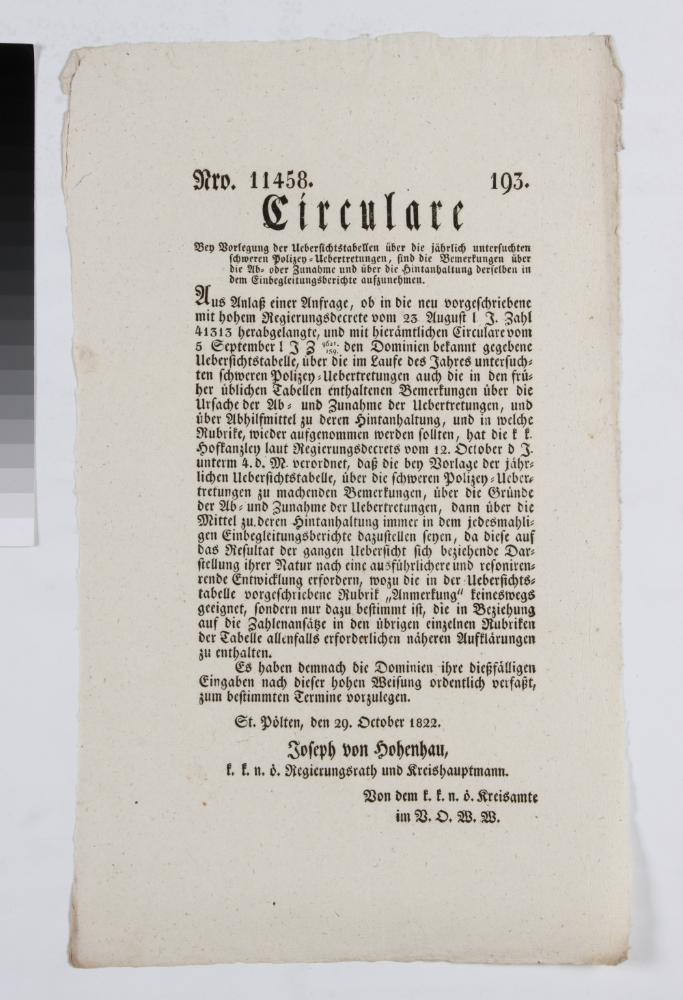 Nro. 11458. 193.
Circulare
Bey Vorlegung der Uebersichtstabellen über die jährlich untersuchten
schweren Polizey-Uebertretungen, sind die Bemerkungen über
die Ab- oder Zunahme und über die Hintanhaltung derselben in
dem Einbegleitungsberichte aufzunehmen.
Aus Anlaß einer Anfrage, ob in die neu vorgeschriebene
mit hohem Regierungsdecrete vom 23 August l J. Zahl
41313 herabgelangte, und mit hierämtlichen Circulare vom
5 September l J Z 9621/159. den Dominien bekannt gegebene
Uebersichtstabelle, über die im Laufe des Jahres untersuch-
ten schweren Polizey-Uebertretungen auch die in den frü-
her üblichen Tabellen enthaltenen Bemerkungen über die
Ursache der Ab- und Zunahme der Uebertretungen, und
über Abhilfmittel zu deren Hintanhaltung, und in welche
Rubrike, wieder aufgenommen werden sollten, hat die k k.
Hofkanzley laut Regierungsdecrets vom 12. October d J.
unterm 4. d. M. verordnet, daß die bey Vorlage der jähr-
lichen Uebersichtstabelle, über die schweren Polizey-Ueber-
tretungen zu machenden Bemerkungen, über die Gründe
der Ab- und Zunahme der Uebertretungen, dann über die
Mittel zu deren Hintanhaltung immer in dem jedesmahli-
gen Einbegleitungsberichte dazustellen seyen, da diese auf
das Resultat der gangen Uebersicht sich beziehende Dar-
stellung ihrer Natur nach eine ausführlichere und resoniren-
rende Entwicklung erfordern, wozu die in der Uebersichts-
tabelle vorgeschriebene Rubrik „Anmerkung" keineswegs
geeignet, sondern nur dazu bestimmt ist, die in Beziehung
auf die Zahlenansätze in den übrigen einzelnen Rubriken
der Tabelle allenfalls erforderlichen näheren Aufklärungen
zu enthalten.
Es haben demnach die Dominien ihre dießfälligen
Eingaben nach dieser hohen Weisung ordentlich verfaßt,
zum bestimmten Termine vorzulegen.
St. Pölten, den 29. October 1822.
Joseph von Hohenhau,
k. k. n. ö. Regierungsrath und Kreishauptmann.
Von dem k. k. n. ö. Kreisamte
im V. O. W. W.